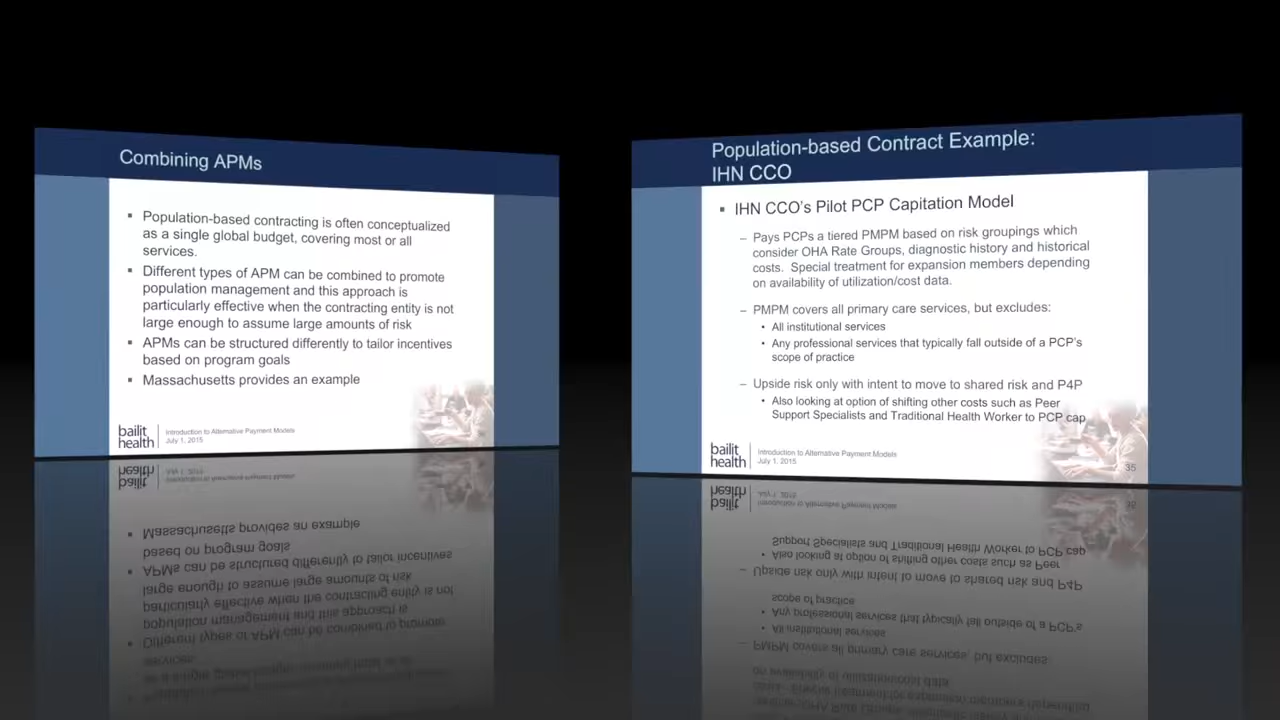 Combining APMs
Population-based contracting is often conceptualized
as a single global budget, covering most or all
services.
Different types of APM can be combined to promote
population management and this approach is
particularly effective when the contracting entity is not
large enough to assume large amounts of risk
APMs can be structured differently to tailor incentives
based on program goals
Massachusetts provides an example
bailit
health
Introduction to Alternative Payment Models
July 1, 2015
Population-based Contract Example:
IHN CCO
IHN CCO's Pilot PCP Capitation Model
– Pays PCPs a tiered PMPM based on risk groupings which
consider OHA Rate Groups, diagnostic history and historical
costs. Special treatment for expansion members depending
on availability of utilization/cost data.
– PMPM covers all primary care services, but excludes:
• All institutional services
• Any professional services that typically fall outside of a PCP's
scope of practice
– Upside risk only with intent to move to shared risk and P4P
• Also looking at option of shifting other costs such as Peer
Support Specialists and Traditional Health Worker to PCP cap
bailit
health
Introduction to Alternative Payment Models
July 1, 2015
35